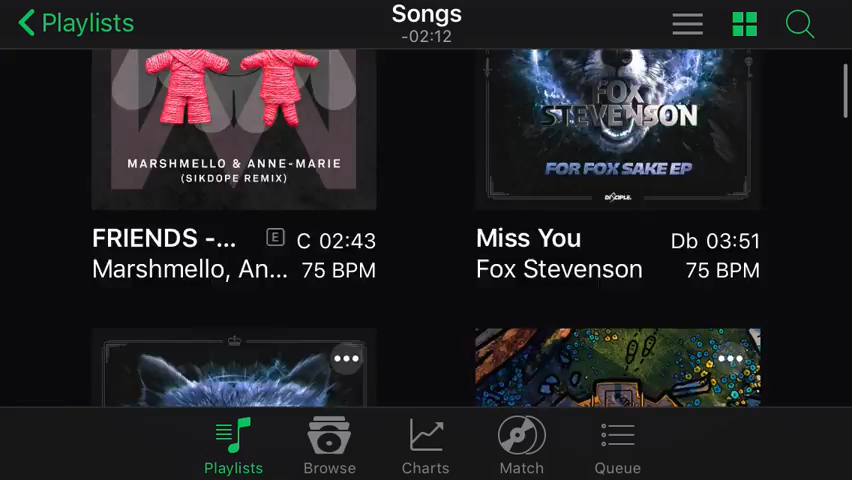 Playlists
Songs
-02:12
MARSHMELLO & ANNE-MARIE
(SIKDOPE REMIX)
FOX
STEVENSON
FOR FOX SAKE EP
DISCIPLE.
FRIENDS -... E C 02:43
Marshmello, An... 75 BPM
Miss You Db 03:51
Fox Stevenson 75 BPM
Playlists
Browse
Charts
Match
Queue